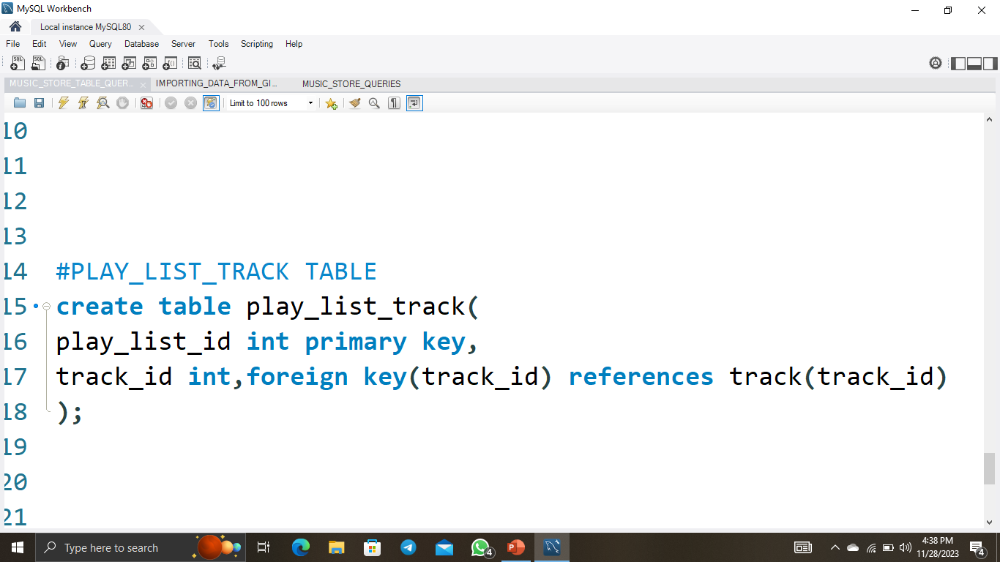 MySQL Workbench
Local instance MySQL80
File Edit View Query Database Server Tools Scripting Help
MUSIC_STORE_TABLE_QUER... IMPORTING_DATA_FROM_GI... MUSIC_STORE_QUERIES
Limit to 100 rows
10
11
12
13
14 #PLAY_LIST_TRACK TABLE
15 create table play_list_track(
16 play_list_id int primary key,
17 track_id int,foreign key(track_id) references track(track_id)
18 );
19
20
21
Type here to search
4
4:38 PM
11/28/2023
4